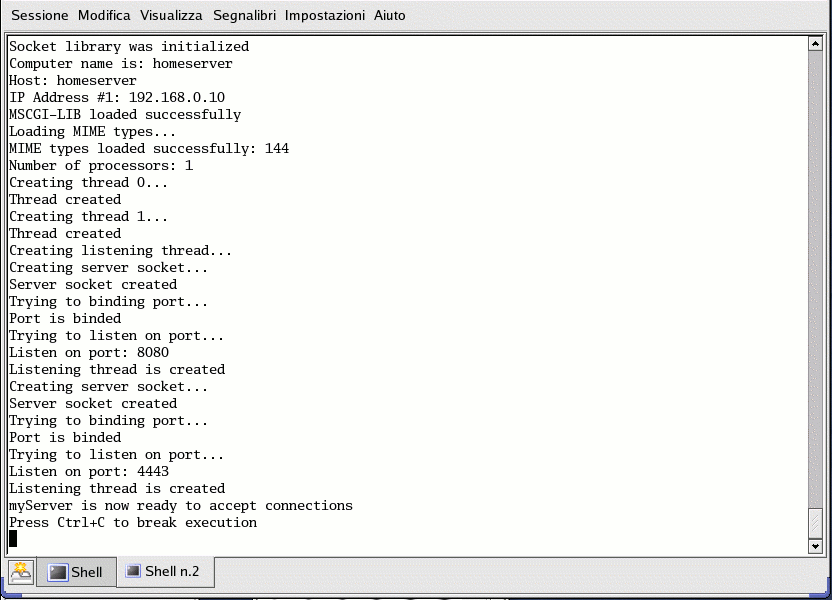 Sessione Modifica Visualizza Segnalibri Impostazioni Aiuto
Socket library was initialized
Computer name is: homeserver
Host: homeserver
IP Address #1: 192.168.0.10
MSCGI-LIB loaded successfully
Loading MIME types...
MIME types loaded successfully: 144
Number of processors: 1
Creating thread 0...
Thread created
Creating thread 1...
Thread created
Creating listening thread...
Creating server socket...
Server socket created
Trying to binding port...
Port is binded
Trying to listen on port...
Listen on port: 8080
Listening thread is created
Creating server socket...
Server socket created
Trying to binding port...
Port is binded
Trying to listen on port...
Listen on port: 4443
Listening thread is created
myServer is now ready to accept connections
Press Ctrl+C to break execution
Shell Shell n.2